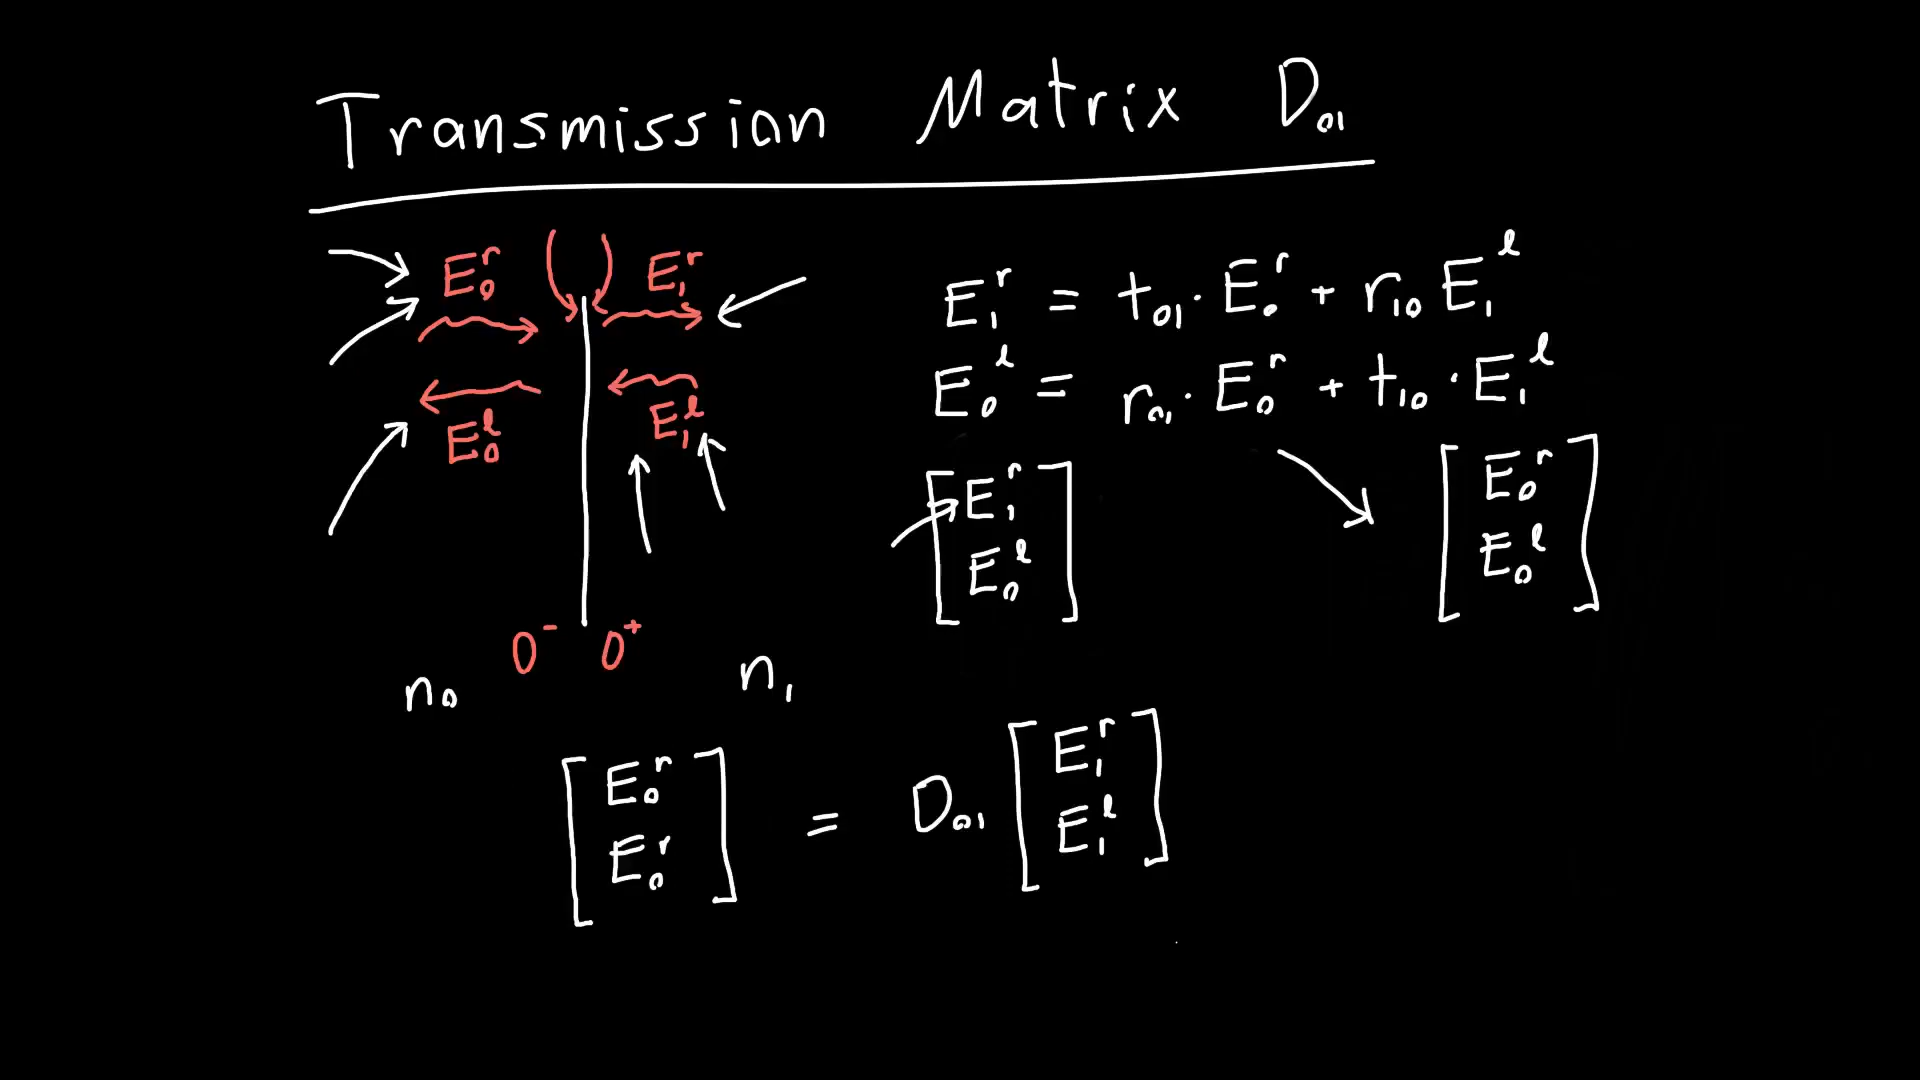 Transmission Matrix D₀₁
E₀ʳ E₁ʳ
E₀ˡ E₁ˡ
0⁻ 0⁺
n₀ n₁
E₁ʳ = t₀₁ · E₀ʳ + r₁₀ E₁ˡ
E₀ˡ = r₀₁ · E₀ʳ + t₁₀ · E₁ˡ
[E₁ʳ] [E₀ʳ]
[E₀ˡ] [E₀ˡ]
[E₀ʳ] = D₀₁ [E₁ʳ]
[E₀ʳ] [E₁ˡ]